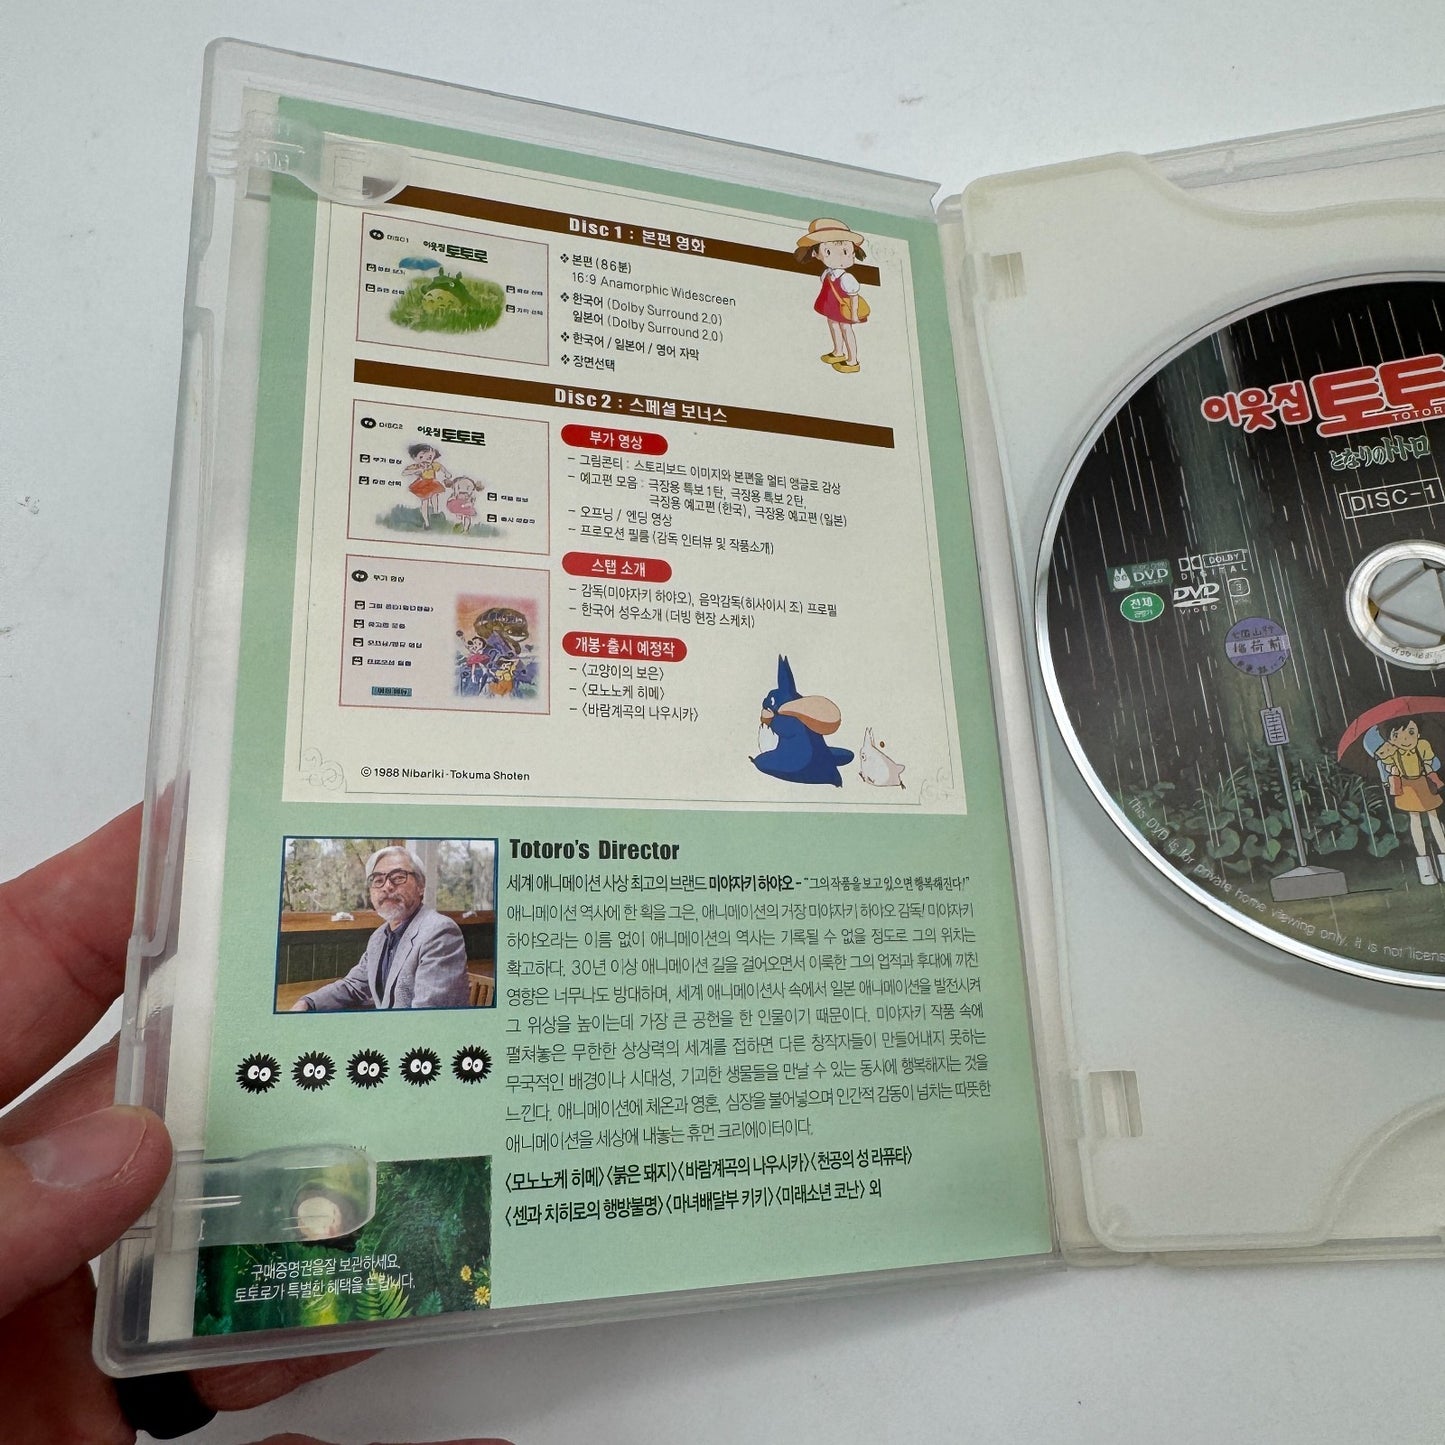 Disc 1 : 본편 영화
DISC1
이웃집 토토로
❖ 본편 (86분)
16:9 Anamorphic Widescreen
❖ 한국어 (Dolby Surround 2.0)
일본어 (Dolby Surround 2.0)
❖ 한국어 / 일본어 / 영어 자막
❖ 장면선택
Disc 2 : 스페셜 보너스
DISC2
이웃집 토토로
부가 영상
부가 영상
– 그림콘티 : 스토리보드 이미지와 본편을 멀티 앵글로 감상
– 예고편 모음 : 극장용 특보 1탄, 극장용 특보 2탄,
극장용 예고편 (한국), 극장용 예고편 (일본)
– 오프닝 / 엔딩 영상
– 프로모션 필름 (감독 인터뷰 및 작품소개)
스탭 소개
– 감독(미야자키 하야오), 음악감독(히사이시 조) 프로필
– 한국어 성우소개 (더빙 현장 스케치)
개봉·출시 예정작
– 〈고양이의 보은〉
– 〈모노노케 히메〉
– 〈바람계곡의 나우시카〉
부가 영상
ⓒ 1988 Nibariki - Tokuma Shoten
Totoro's Director
세계 애니메이션 사상 최고의 브랜드 미야자키 하야오 - "그의 작품을 보고 있으면 행복해진다!"
애니메이션 역사에 한 획을 그은, 애니메이션의 거장 미야자키 하야오 감독! 미야자키
하야오라는 이름 없이 애니메이션의 역사는 기록될 수 없을 정도로 그의 위치는
확고하다. 30년 이상 애니메이션 길을 걸어오면서 이룩한 그의 업적과 후대에 끼친
영향은 너무나도 방대하며, 세계 애니메이션사 속에서 일본 애니메이션을 발전시켜
그 위상을 높이는데 가장 큰 공헌을 한 인물이기 때문이다. 미야자키 작품 속에
펼쳐놓은 무한한 상상력의 세계를 접하면 다른 창작자들이 만들어내지 못하는
무국적인 배경이나 시대성, 기괴한 생물들을 만날 수 있는 동시에 행복해지는 것을
느낀다. 애니메이션에 체온과 영혼, 심장을 불어넣으며 인간적 감동이 넘치는 따뜻한
애니메이션을 세상에 내놓는 휴먼 크리에이터이다.
〈모노노케 히메〉〈붉은 돼지〉〈바람계곡의 나우시카〉〈천공의 성 라퓨타〉
〈센과 치히로의 행방불명〉〈마녀배달부 키키〉〈미래소년 코난〉 외
구매증명권을 잘 보관하세요.
토토로가 특별한 혜택을 드립니다.
이웃집 토토
TOTOR
となりのトトロ
DISC-1
DVD
DOLBY
DIGITAL
전체
DVD
VIDEO
3
稲荷前
This DVD is for private home viewing only. It is not licens